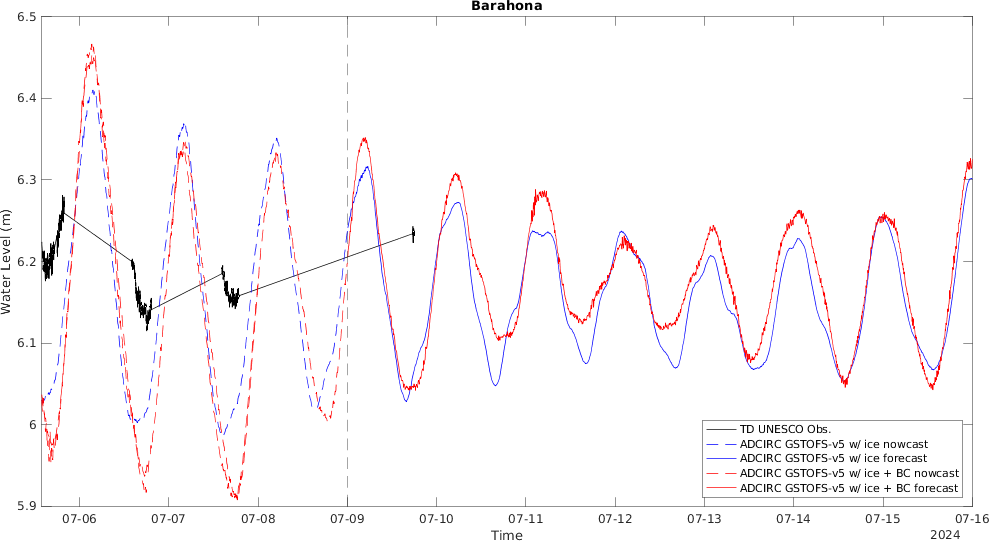 Barahona
6.5
6.4
6.3
6.2
6.1
6
5.9
Water Level (m)
TD UNESCO Obs.
ADCIRC GSTOFS-v5 w/ ice nowcast
ADCIRC GSTOFS-v5 w/ ice forecast
ADCIRC GSTOFS-v5 w/ ice + BC nowcast
ADCIRC GSTOFS-v5 w/ ice + BC forecast
07-06 07-07 07-08 07-09 07-10 07-11 07-12 07-13 07-14 07-15 07-16
Time
2024